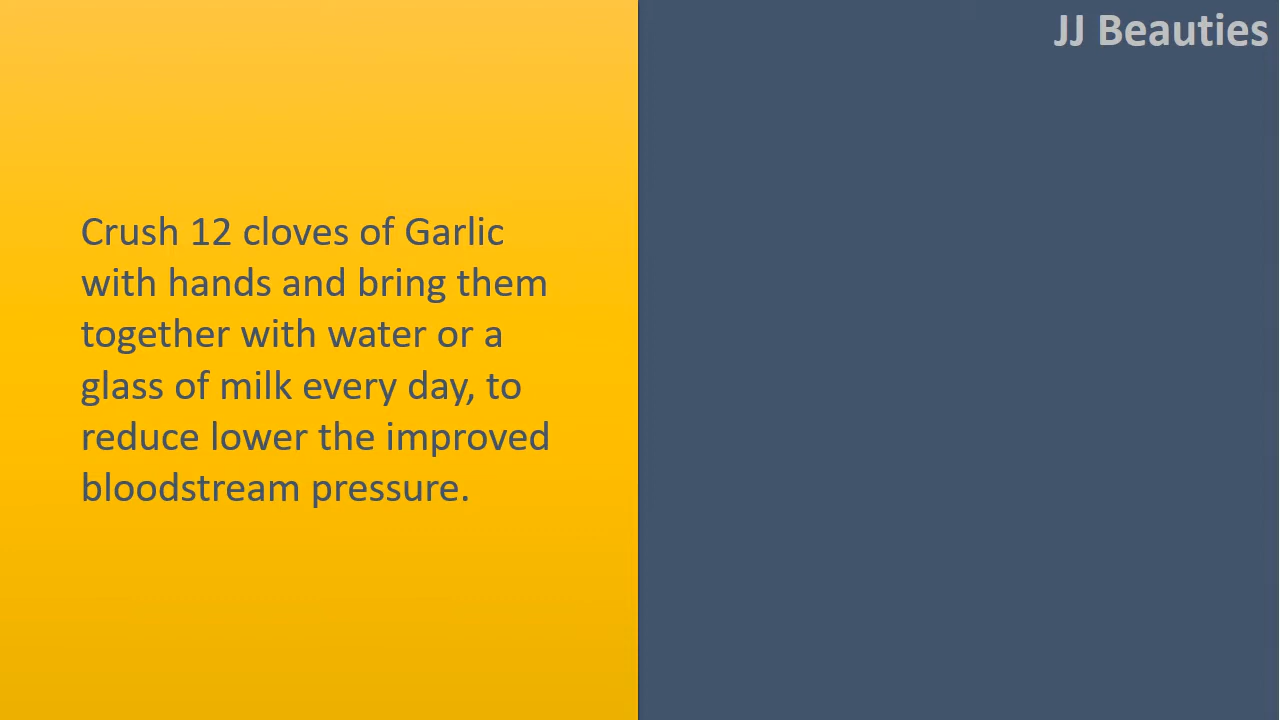 JJ Beauties
Crush 12 cloves of Garlic
with hands and bring them
together with water or a
glass of milk every day, to
reduce lower the improved
bloodstream pressure.